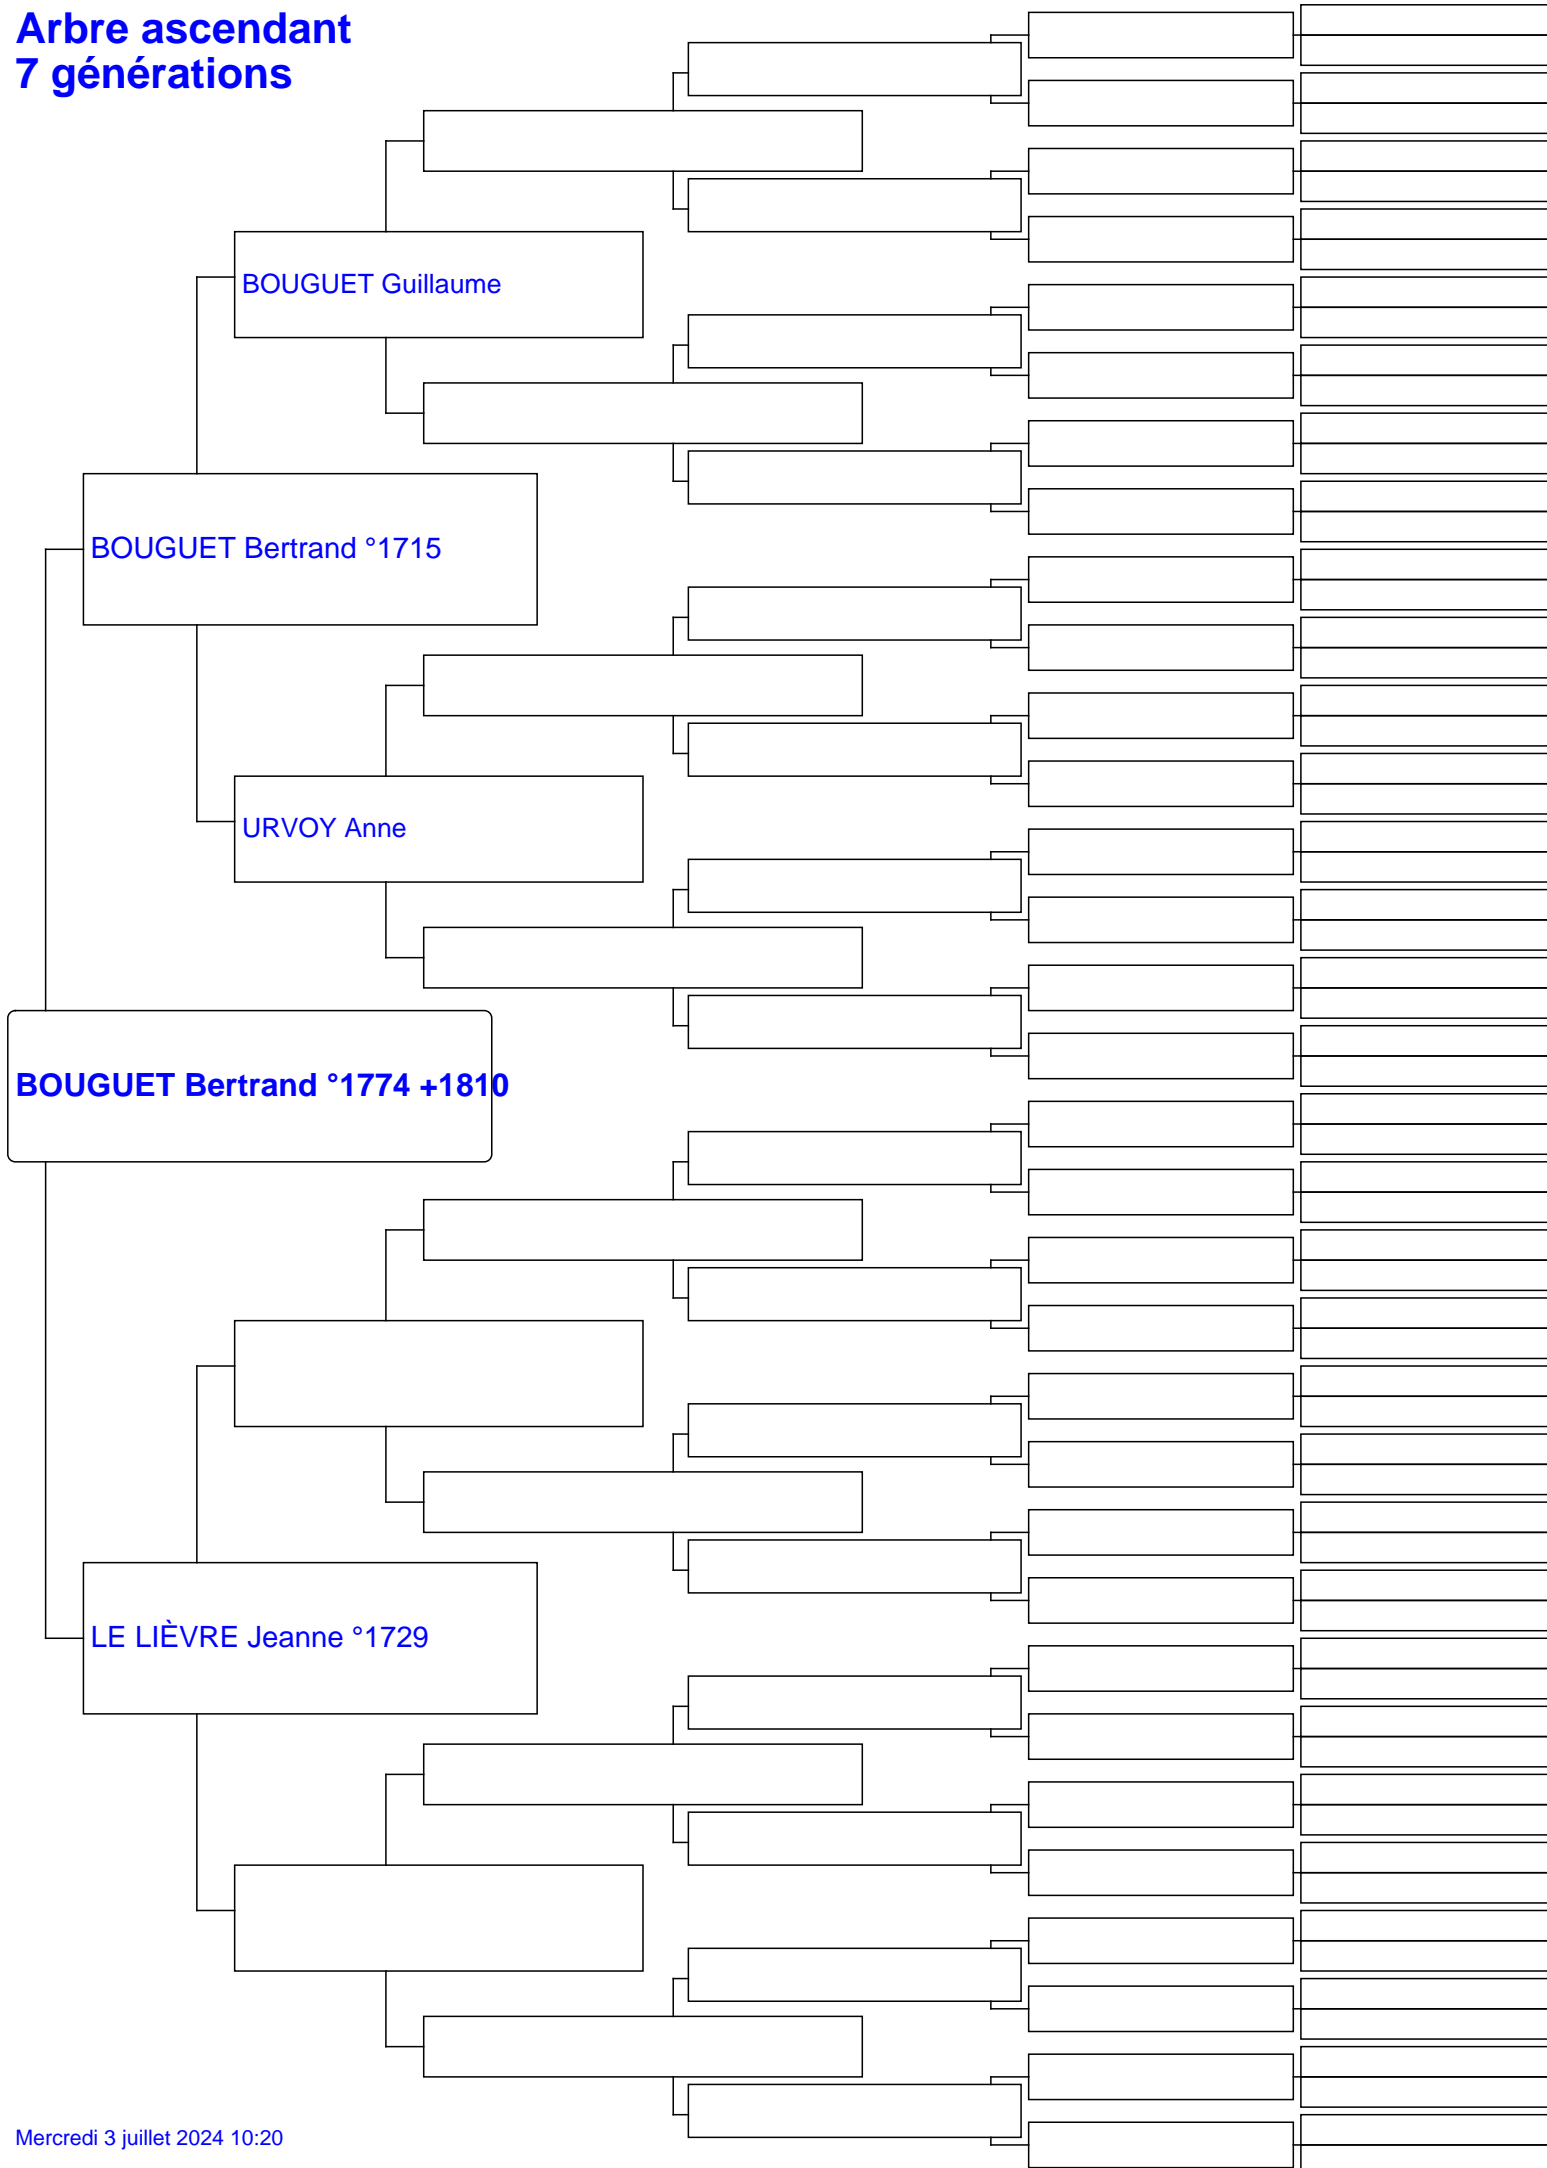 Arbre ascendant
7 générations
BOUGUET Guillaume
BOUGUET Bertrand °1715
URVOY Anne
BOUGUET Bertrand °1774 +1810
LE LIÈVRE Jeanne °1729
Mercredi 3 juillet 2024 10:20